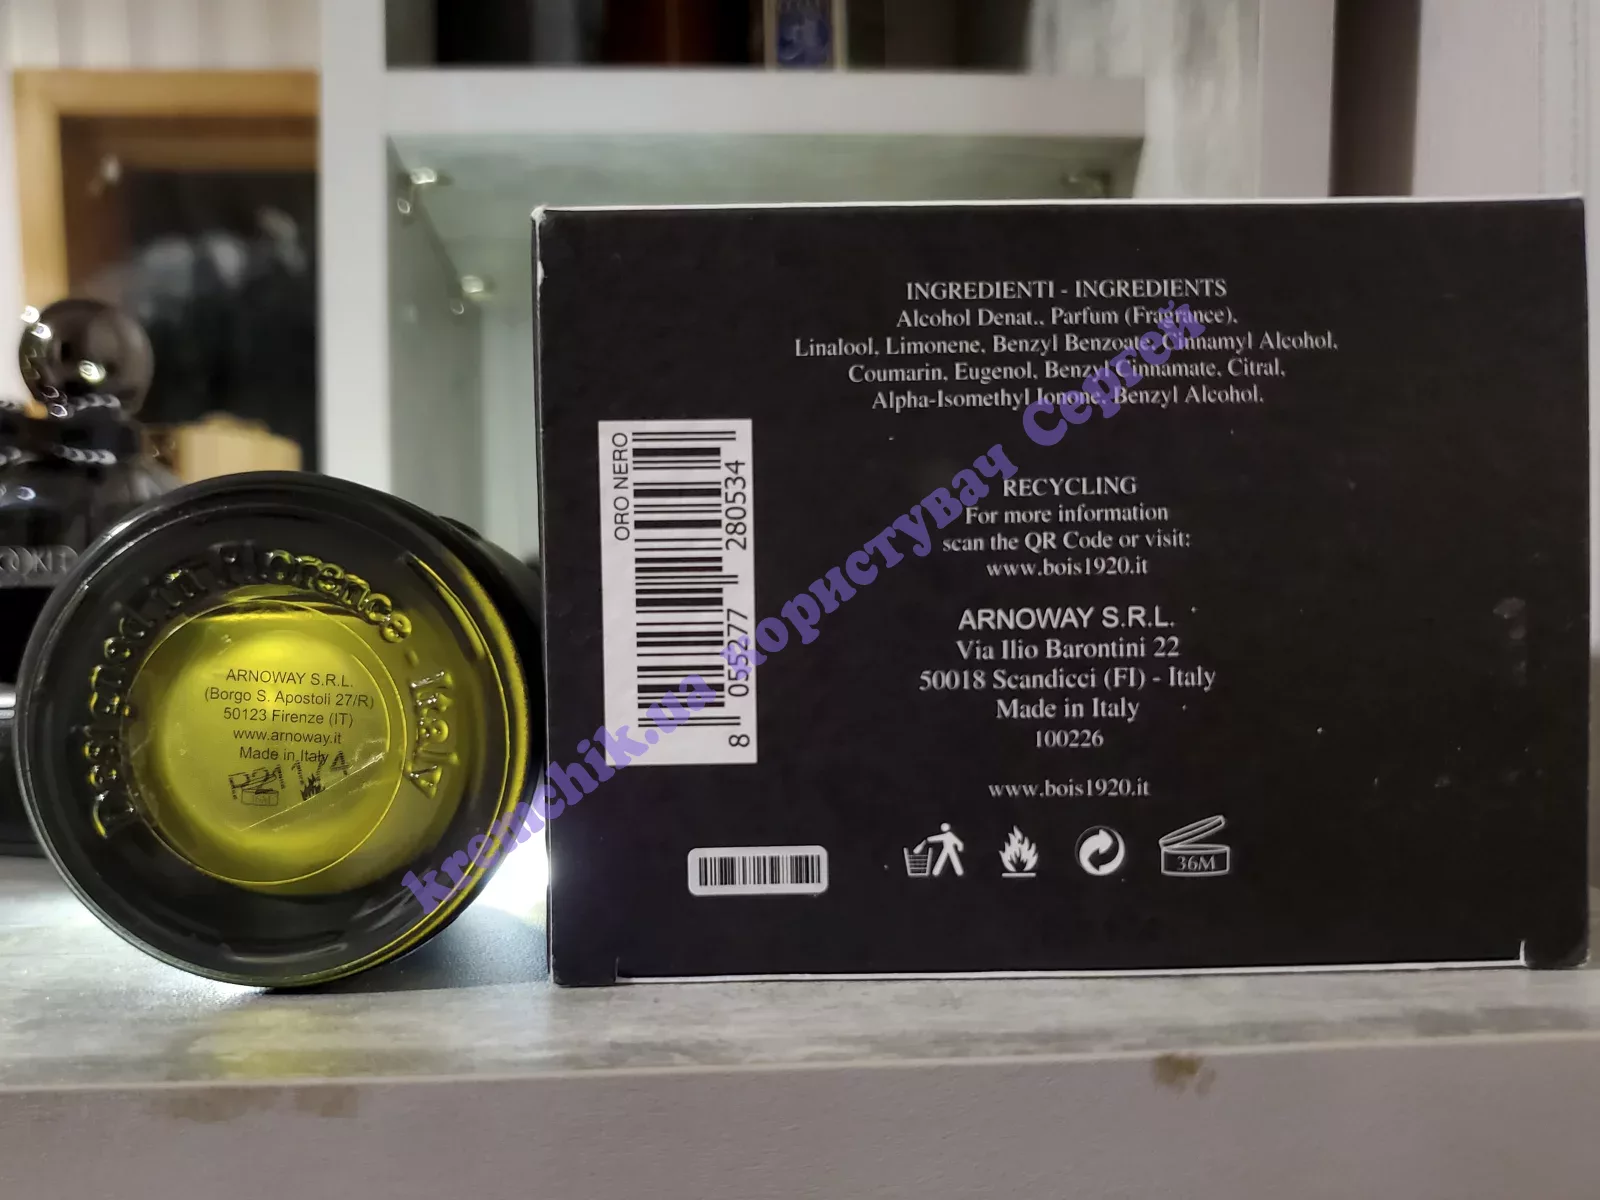 INGREDIENTI - INGREDIENTS
Alcohol Denat., Parfum (Fragrance),
Linalool, Limonene, Benzyl Benzoate, Cinnamyl Alcohol,
Coumarin, Eugenol, Benzyl Cinnamate, Citral,
Alpha-Isomethyl Ionone, Benzyl Alcohol.
ORO NERO
8 055277 280534
RECYCLING
For more information
scan the QR Code or visit:
www.bois1920.it
ARNOWAY S.R.L.
Via Ilio Barontini 22
50018 Scandicci (FI) - Italy
Made in Italy
100226
www.bois1920.it
36M
Designed in Florence - Italy
ARNOWAY S.R.L.
(Borgo S. Apostoli 27/R)
50123 Firenze (IT)
www.arnoway.it
Made in Italy
kremchik.ua користувач Сергей